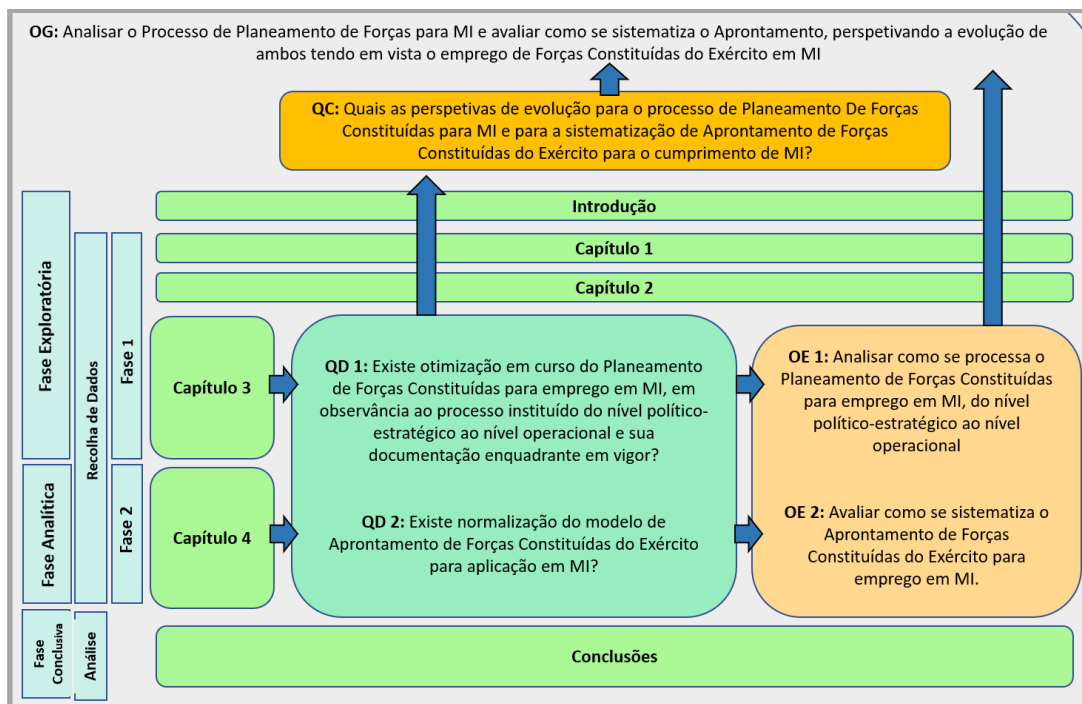 OG: Analisar o Processo de Planeamento de Forças para MI e avaliar como se sistematiza o Aprontamento, perspetivando a evolução de
ambos tendo em vista o emprego de Forças Constituídas do Exército em MI
QC: Quais as perspetivas de evolução para o processo de Planeamento De Forças
Constituídas para MI e para a sistematização de Aprontamento de Forças
Constituídas do Exército para o cumprimento de MI?
Fase Exploratória
Recolha de Dados
Fase 1
Introdução
Capítulo 1
Capítulo 2
Capítulo 3
QD 1: Existe otimização em curso do Planeamento
de Forças Constituídas para emprego em MI, em
observância ao processo instituído do nível político-
estratégico ao nível operacional e sua
documentação enquadrante em vigor?
OE 1: Analisar como se processa o
Planeamento de Forças Constituídas
para emprego em MI, do nível
político-estratégico ao nível
operacional
Fase Analítica
Fase 2
Capítulo 4
QD 2: Existe normalização do modelo de
Aprontamento de Forças Constituídas do Exército
para aplicação em MI?
OE 2: Avaliar como se sistematiza o
Aprontamento de Forças
Constituídas do Exército para
emprego em MI.
Fase
Conclusiva
Análise
Conclusões